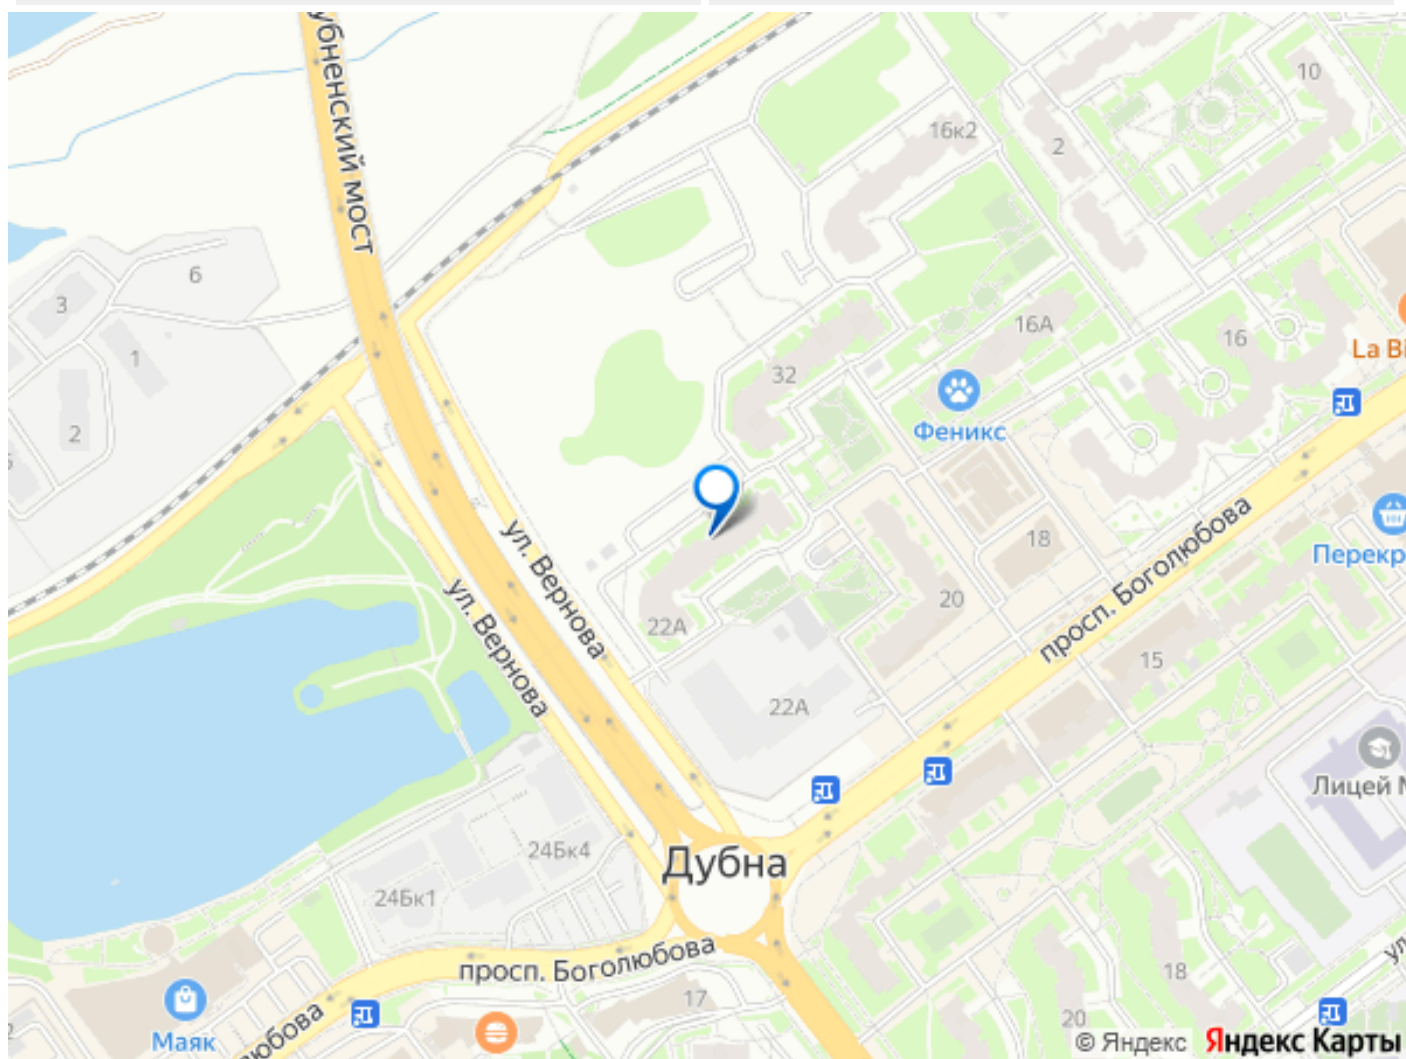 убненский мост
10
16к2
2
6
3
1
2
16А
16
32
La B
Феникс
ул. Вернова
ул. Вернова
просп. Боголюбова
18
Перекр
20
22А
15
22А
Лицей
Дубна
24Бк4
24Бк1
просп. Боголюбова
18
ул
17
20
Маяк
юбова
© Яндекс
Яндекс Карты